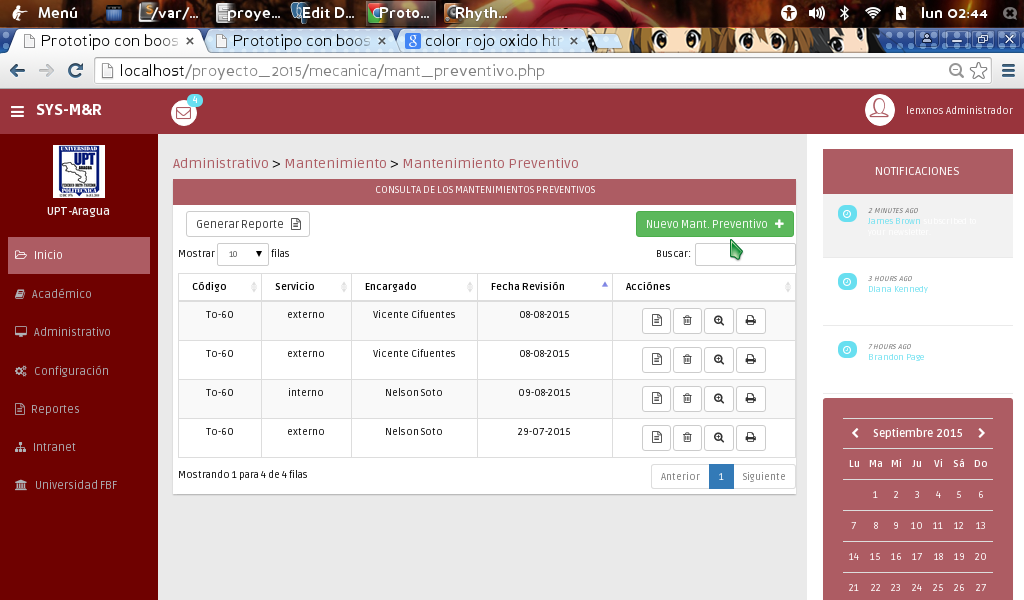 Menú /var/... proye... Edit D... Proto... Rhyth... lun 02:44
Prototipo con boos × Prototipo con boos × color rojo oxido htm ×
localhost/proyecto_2015/mecanica/mant_preventivo.php
SYS-M&R 4 lenxnos Administrador
UNIVERSIDAD
UPT
ARAGUA
UPT-Aragua
Inicio
Académico
Administrativo
Configuración
Reportes
Intranet
Universidad FBF
Administrativo > Mantenimiento > Mantenimiento Preventivo
CONSULTA DE LOS MANTENIMIENTOS PREVENTIVOS
Generar Reporte Nuevo Mant. Preventivo +
Mostrar 10 filas Buscar:
Código Servicio Encargado Fecha Revisión Acciónes
To-60 externo Vicente Cifuentes 08-08-2015
To-60 externo Vicente Cifuentes 08-08-2015
To-60 interno Nelson Soto 09-08-2015
To-60 externo Nelson Soto 29-07-2015
Mostrando 1 para 4 de 4 filas Anterior 1 Siguiente
NOTIFICACIONES
2 MINUTES AGO
James Brown subscribed to
your newsletter.
3 HOURS AGO
Diana Kennedy
7 HOURS AGO
Brandon Page
Septiembre 2015
Lu Ma Mi Ju Vi Sá Do
1 2 3 4 5 6
7 8 9 10 11 12 13
14 15 16 17 18 19 20
21 22 23 24 25 26 27